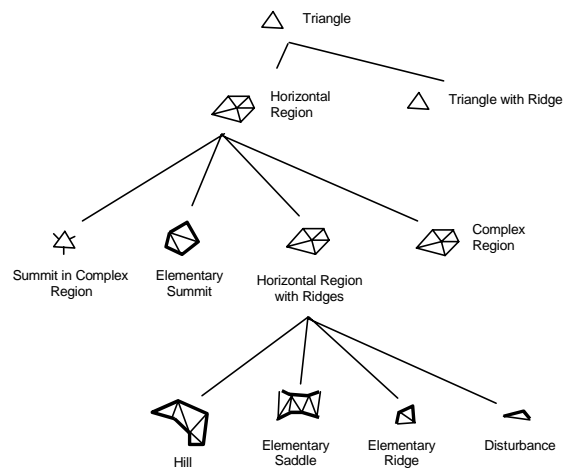 Triangle
Horizontal
Region
Triangle with Ridge
Summit in Complex
Region
Elementary
Summit
Horizontal Region
with Ridges
Complex
Region
Hill
Elementary
Saddle
Elementary
Ridge
Disturbance